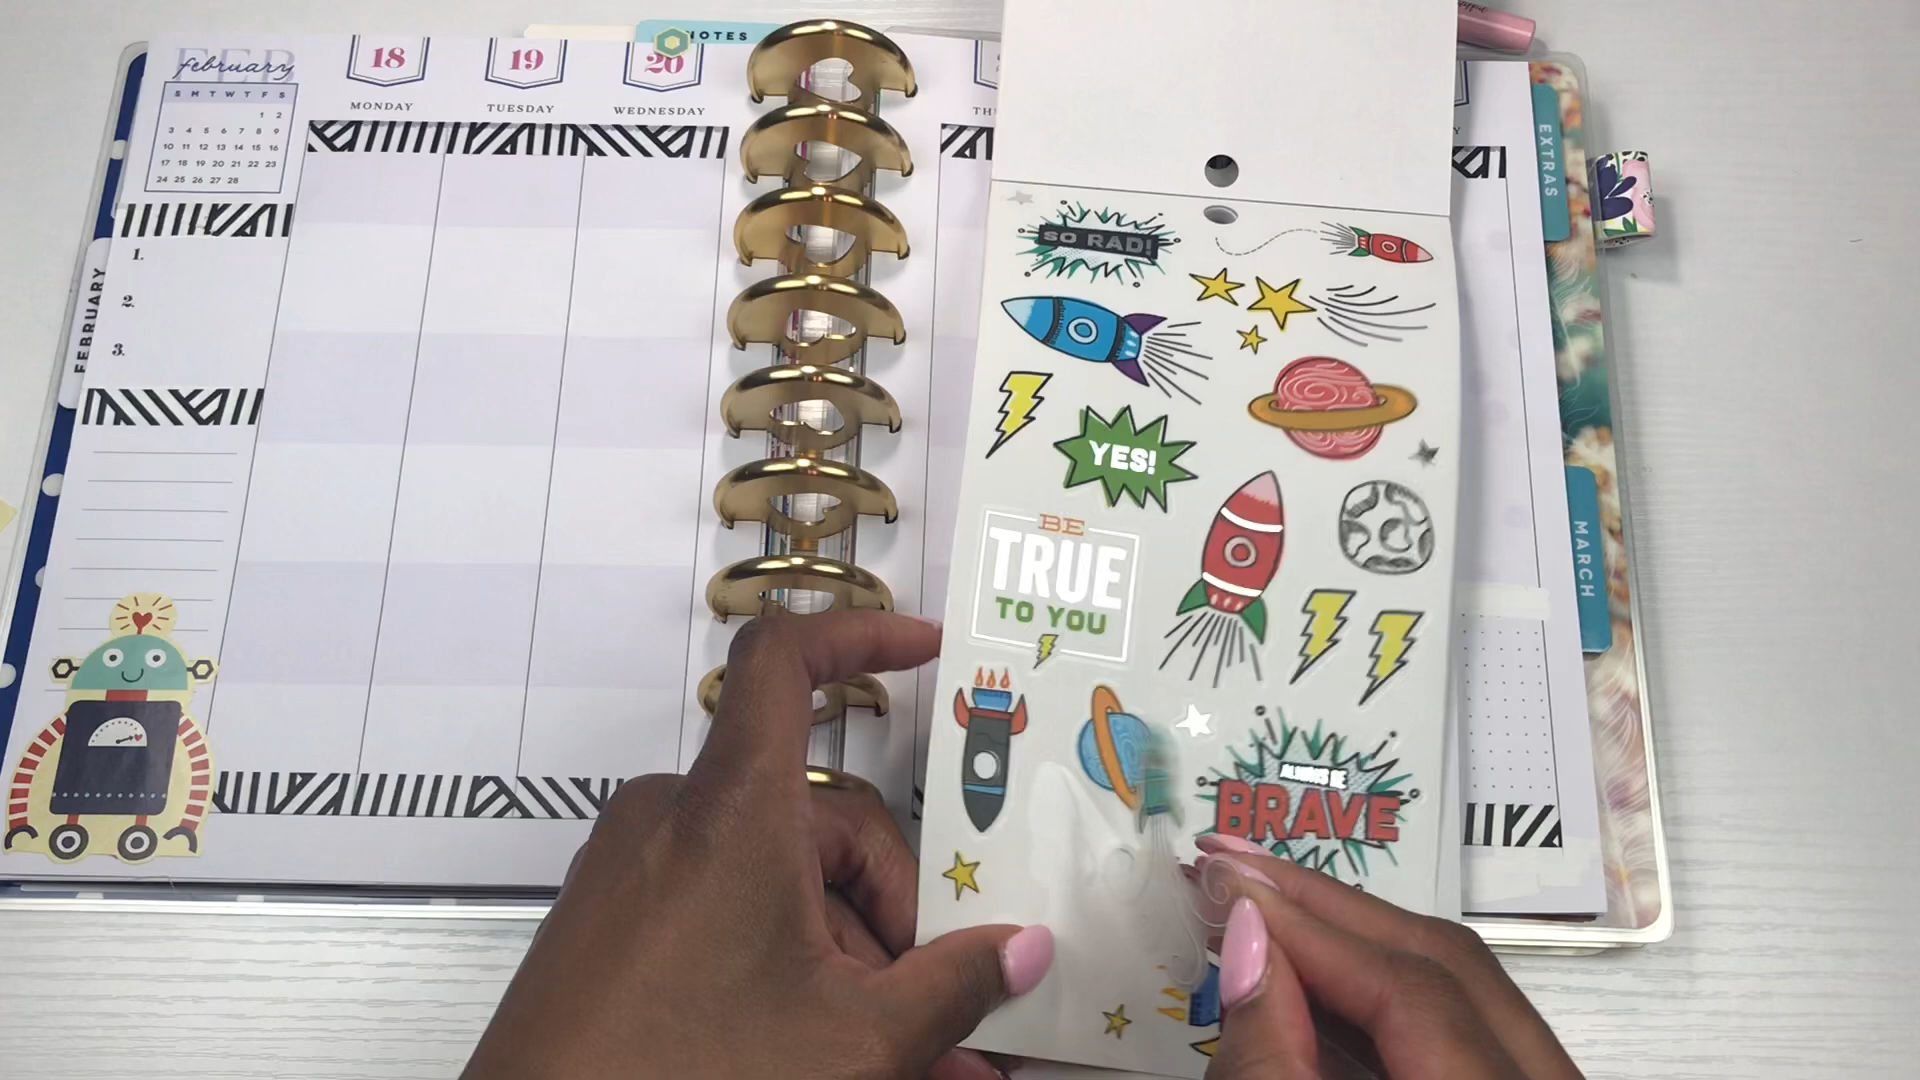 NOTES
FEB
february
S M T W T F S
1 2
3 4 5 6 7 8 9
10 11 12 13 14 15 16
17 18 19 20 21 22 23
24 25 26 27 28
18
MONDAY
19
TUESDAY
20
WEDNESDAY
TH
1.
2.
3.
FEBRUARY
EXTRAS
MARCH
SO RAD!
YES!
BE
TRUE
TO YOU
ALWAYS BE
BRAVE